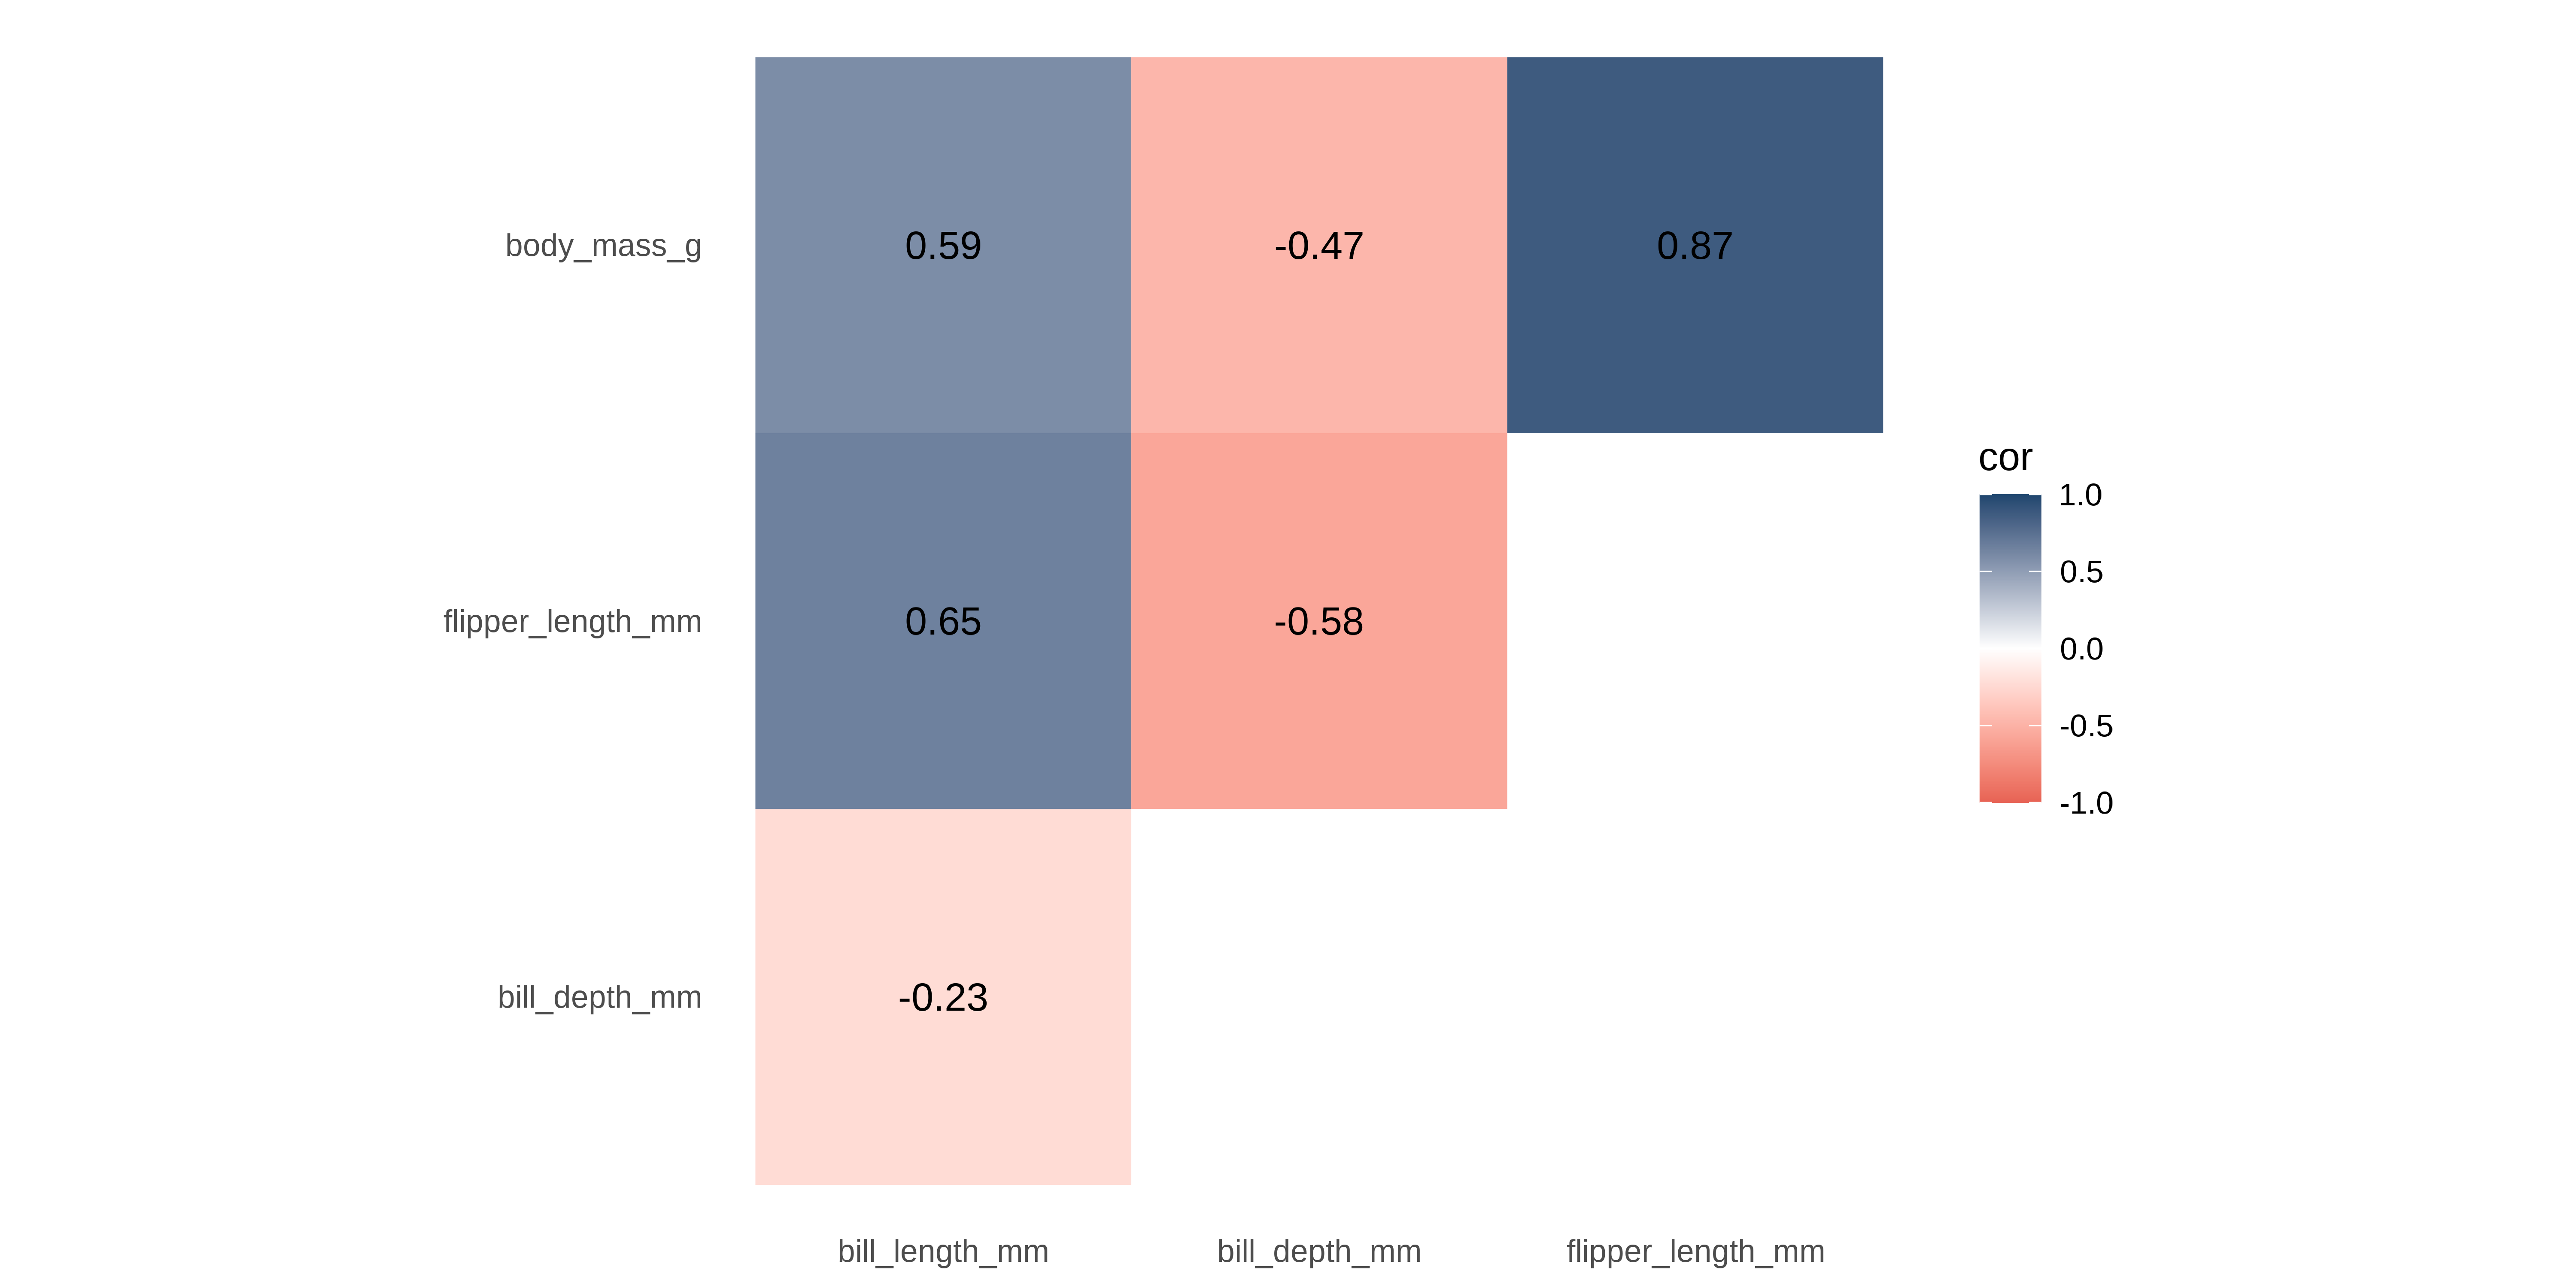 body_mass_g
0.59
-0.47
0.87
flipper_length_mm
0.65
-0.58
bill_depth_mm
-0.23
bill_length_mm
bill_depth_mm
flipper_length_mm
cor
1.0
0.5
0.0
-0.5
-1.0